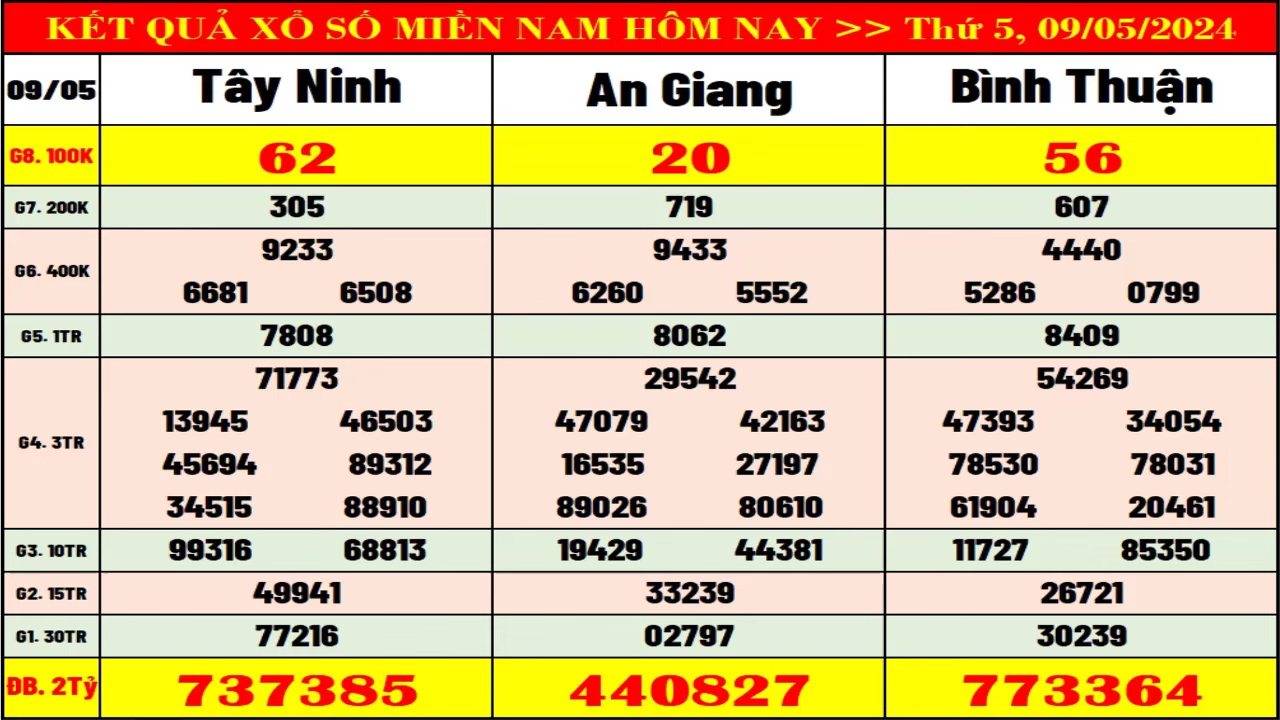 KẾT QUẢ XỔ SỐ MIỀN NAM HÔM NAY >> Thứ 5, 09/05/2024
09/05 Tây Ninh An Giang Bình Thuận
G8. 100K 62 20 56
G7. 200K 305 719 607
9233 9433 4440
G6. 400K
6681 6508 6260 5552 5286 0799
G5. 1TR 7808 8062 8409
71773 29542 54269
13945 46503 47079 42163 47393 34054
G4. 3TR
45694 89312 16535 27197 78530 78031
34515 88910 89026 80610 61904 20461
G3. 10TR 99316 68813 19429 44381 11727 85350
G2. 15TR 49941 33239 26721
G1. 30TR 77216 02797 30239
ĐB. 2Tỷ 737385 440827 773364